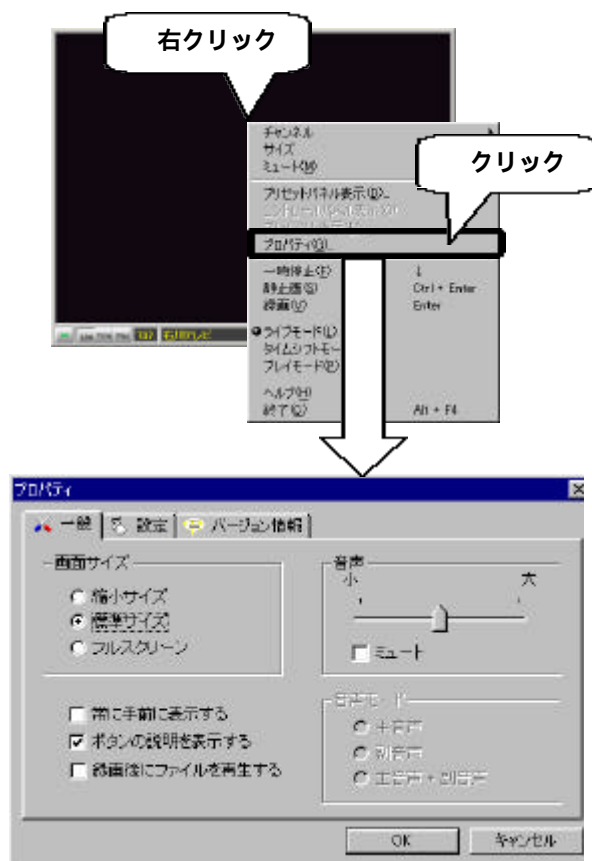 右クリック
チャンネル
サイズ
ミュート(M)
クリック
プリセットパネル表示(D)...
プロパティ(O)...
一時停止(F) ↓
静止画(S) Ctrl + Enter
録画(V) Enter
ライブモード(L)
タイムシフトモー
プレイモード(P)
ヘルプ(H)
終了(Q) Alt + F4
プロパティ
一般 設定 バージョン情報
画面サイズ
縮小サイズ
標準サイズ
フルスクリーン
音声
小 大
ミュート
常に手前に表示する
ボタンの説明を表示する
録画後にファイルを再生する
音声モード
主音声
副音声
主音声 + 副音声
OK キャンセル